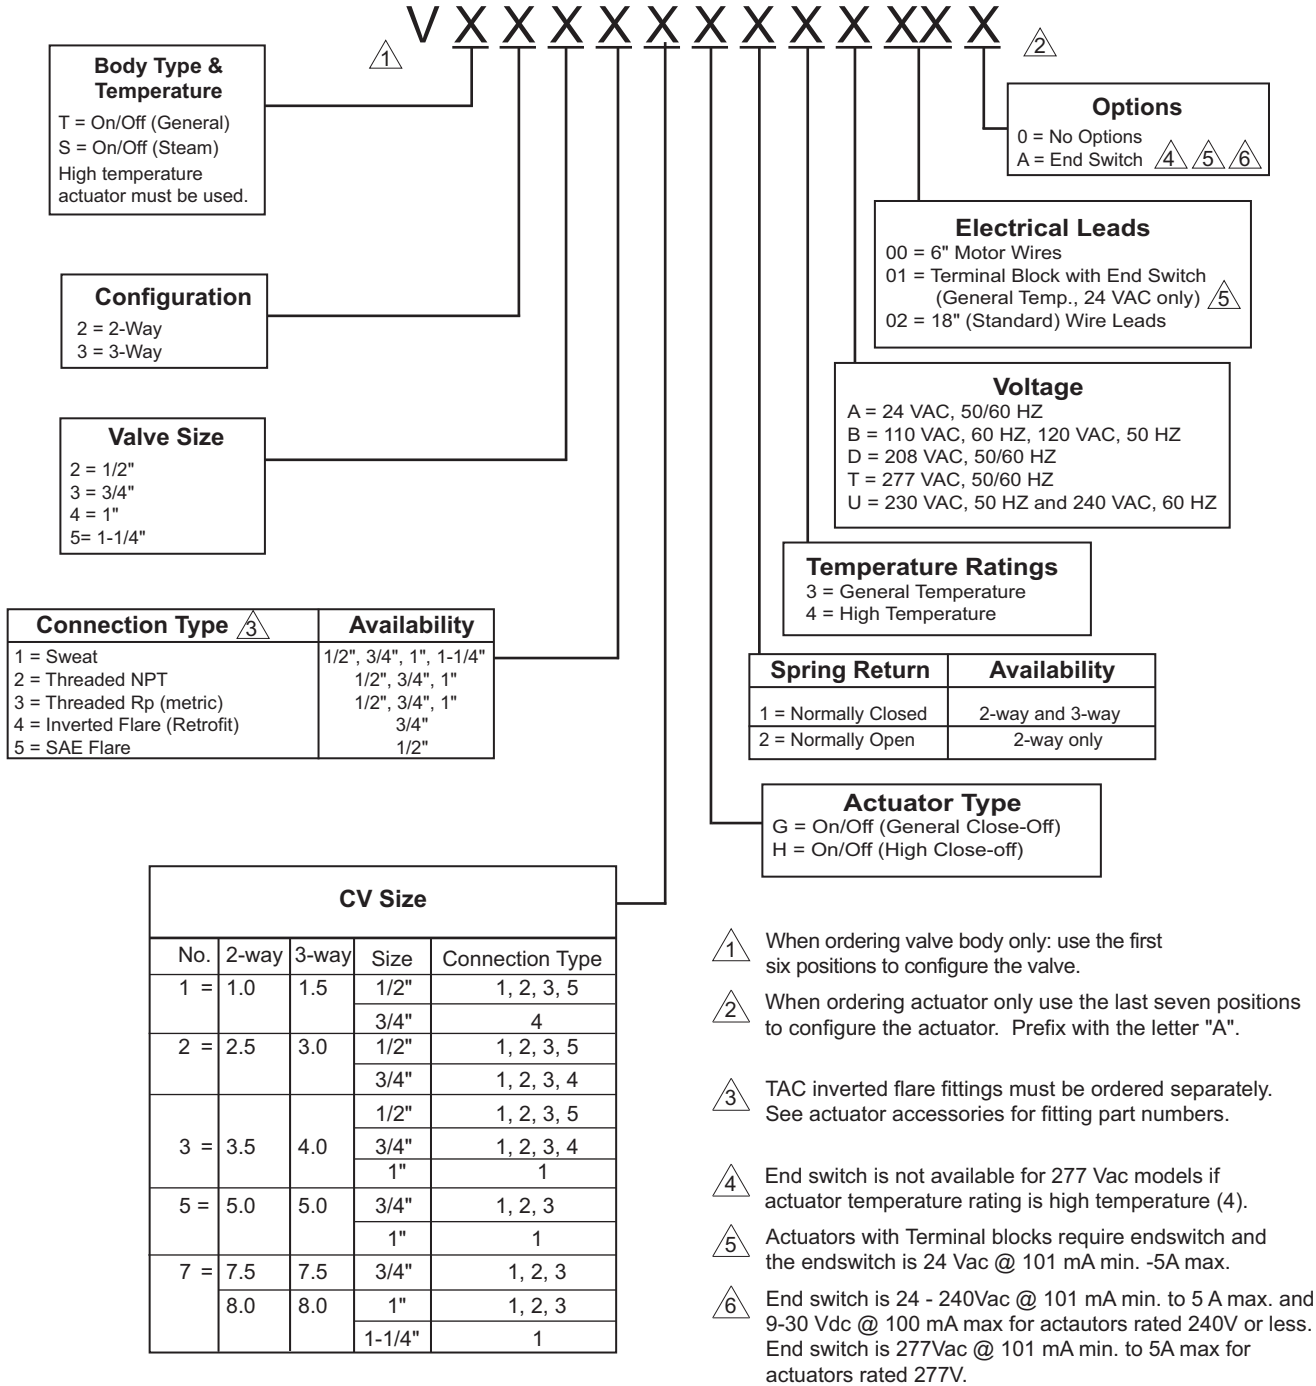 V X X X X X X X X X XX X
1
2
Body Type &
Temperature
T = On/Off (General)
S = On/Off (Steam)
High temperature
actuator must be used.
Options
0 = No Options
A = End Switch 4 5 6
Electrical Leads
00 = 6" Motor Wires
01 = Terminal Block with End Switch
(General Temp., 24 VAC only) 5
02 = 18" (Standard) Wire Leads
Configuration
2 = 2-Way
3 = 3-Way
Voltage
A = 24 VAC, 50/60 HZ
B = 110 VAC, 60 HZ, 120 VAC, 50 HZ
D = 208 VAC, 50/60 HZ
T = 277 VAC, 50/60 HZ
U = 230 VAC, 50 HZ and 240 VAC, 60 HZ
Valve Size
2 = 1/2"
3 = 3/4"
4 = 1"
5= 1-1/4"
Temperature Ratings
3 = General Temperature
4 = High Temperature
Connection Type 3 Availability
1 = Sweat 1/2", 3/4", 1", 1-1/4"
2 = Threaded NPT 1/2", 3/4", 1"
3 = Threaded Rp (metric) 1/2", 3/4", 1"
4 = Inverted Flare (Retrofit) 3/4"
5 = SAE Flare 1/2"
Spring Return Availability
1 = Normally Closed 2-way and 3-way
2 = Normally Open 2-way only
Actuator Type
G = On/Off (General Close-Off)
H = On/Off (High Close-off)
CV Size
No. 2-way 3-way Size Connection Type
1 = 1.0 1.5 1/2" 1, 2, 3, 5
3/4" 4
2 = 2.5 3.0 1/2" 1, 2, 3, 5
3/4" 1, 2, 3, 4
1/2" 1, 2, 3, 5
3 = 3.5 4.0 3/4" 1, 2, 3, 4
1" 1
5 = 5.0 5.0 3/4" 1, 2, 3
1" 1
7 = 7.5 7.5 3/4" 1, 2, 3
8.0 8.0 1" 1, 2, 3
1-1/4" 1
1 When ordering valve body only: use the first
six positions to configure the valve.
2 When ordering actuator only use the last seven positions
to configure the actuator. Prefix with the letter "A".
3 TAC inverted flare fittings must be ordered separately.
See actuator accessories for fitting part numbers.
4 End switch is not available for 277 Vac models if
actuator temperature rating is high temperature (4).
5 Actuators with Terminal blocks require endswitch and
the endswitch is 24 Vac @ 101 mA min. -5A max.
6 End switch is 24 - 240Vac @ 101 mA min. to 5 A max. and
9-30 Vdc @ 100 mA max for actautors rated 240V or less.
End switch is 277Vac @ 101 mA min. to 5A max for
actuators rated 277V.